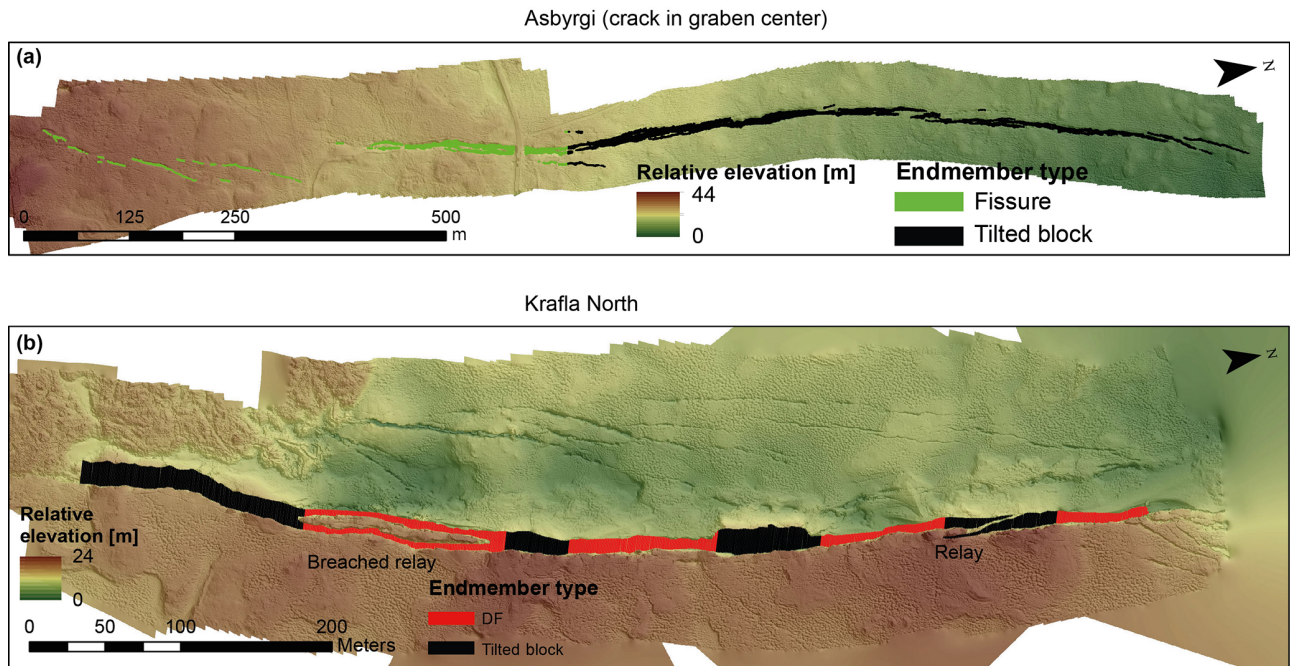 Asbyrgi (crack in graben center)
(a)
N
Relative elevation [m]
44
0
Endmember type
Fissure
Tilted block
0 125 250 500
m
Krafla North
(b)
N
Relative
elevation [m]
24
0
Breached relay
Relay
Endmember type
DF
Tilted block
0 50 100 200
Meters